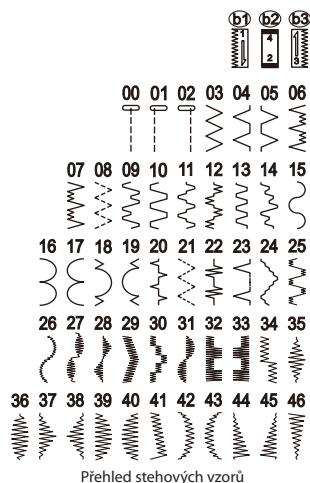 b1 b2 b3
1 4 2 3
00 01 02 03 04 05 06
07 08 09 10 11 12 13 14 15
16 17 18 19 20 21 22 23 24 25
26 27 28 29 30 31 32 33 34 35
36 37 38 39 40 41 42 43 44 45 46
Přehled stehových vzorů